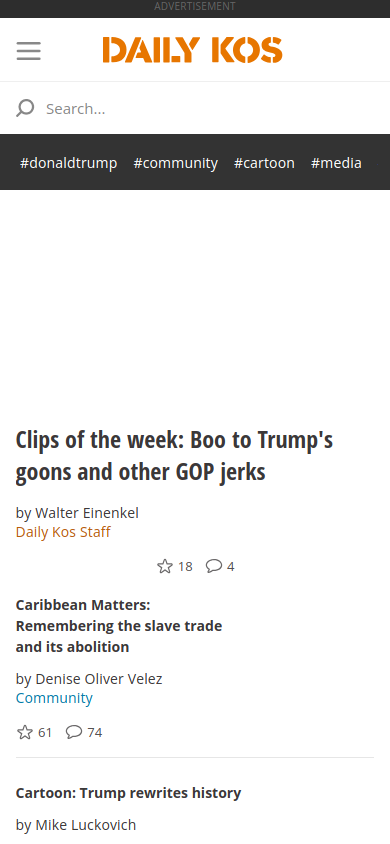 ADVERTISEMENT
DAILY KOS
Search...
#donaldtrump #community #cartoon #media
Clips of the week: Boo to Trump's
goons and other GOP jerks
by Walter Einenkel
Daily Kos Staff
18 4
Caribbean Matters:
Remembering the slave trade
and its abolition
by Denise Oliver Velez
Community
61 74
Cartoon: Trump rewrites history
by Mike Luckovich